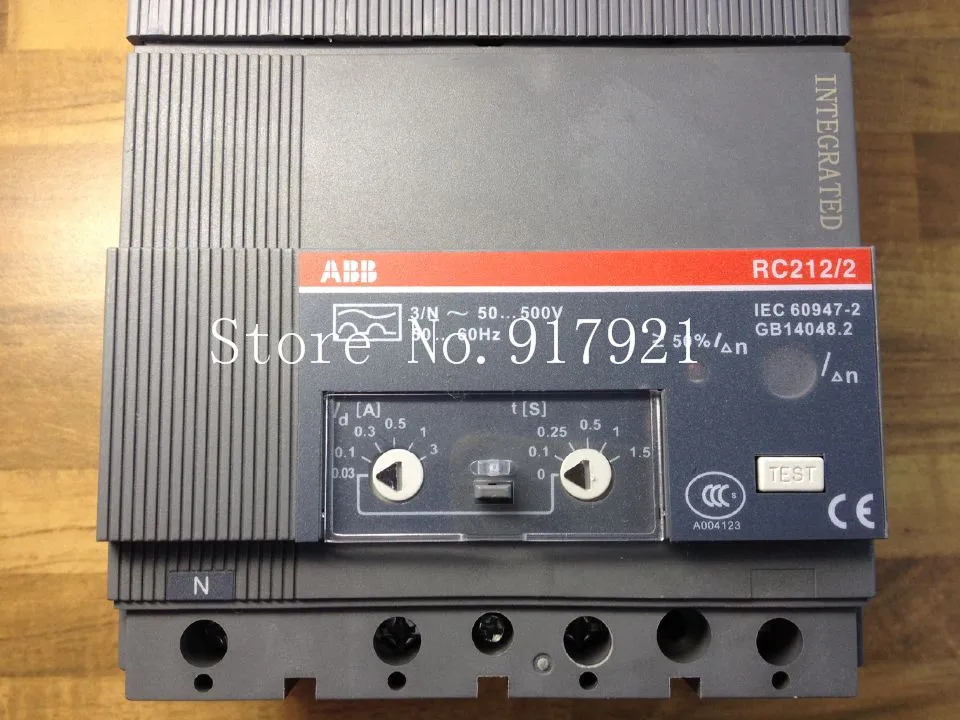 INTEGRATED
ABB
RC212/2
3/N ~ 50...500V
60Hz
IEC 60947-2
GB14048.2
Store No.917921
50%/△n
/△n
/d [A]
0.03
0.1
0.3
0.5
1
3
t[S]
0
0.1
0.25
0.5
1
1.5
TEST
CCC S
A004123
CE
N